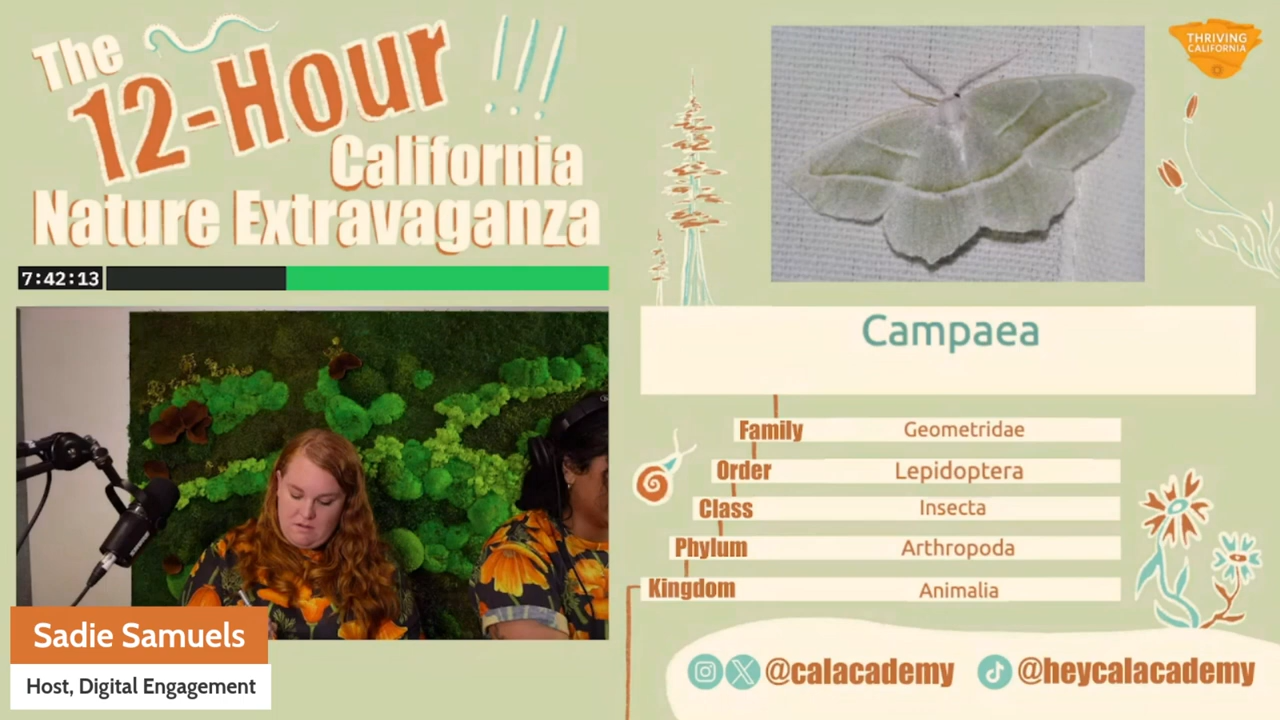 The
12-Hour
!!!
California
Nature Extravaganza
7:42:13
Sadie Samuels
Host, Digital Engagement
THRIVING
CALIFORNIA
Campaea
Family Geometridae
Order Lepidoptera
Class Insecta
Phylum Arthropoda
Kingdom Animalia
@calacademy @heycalacademy